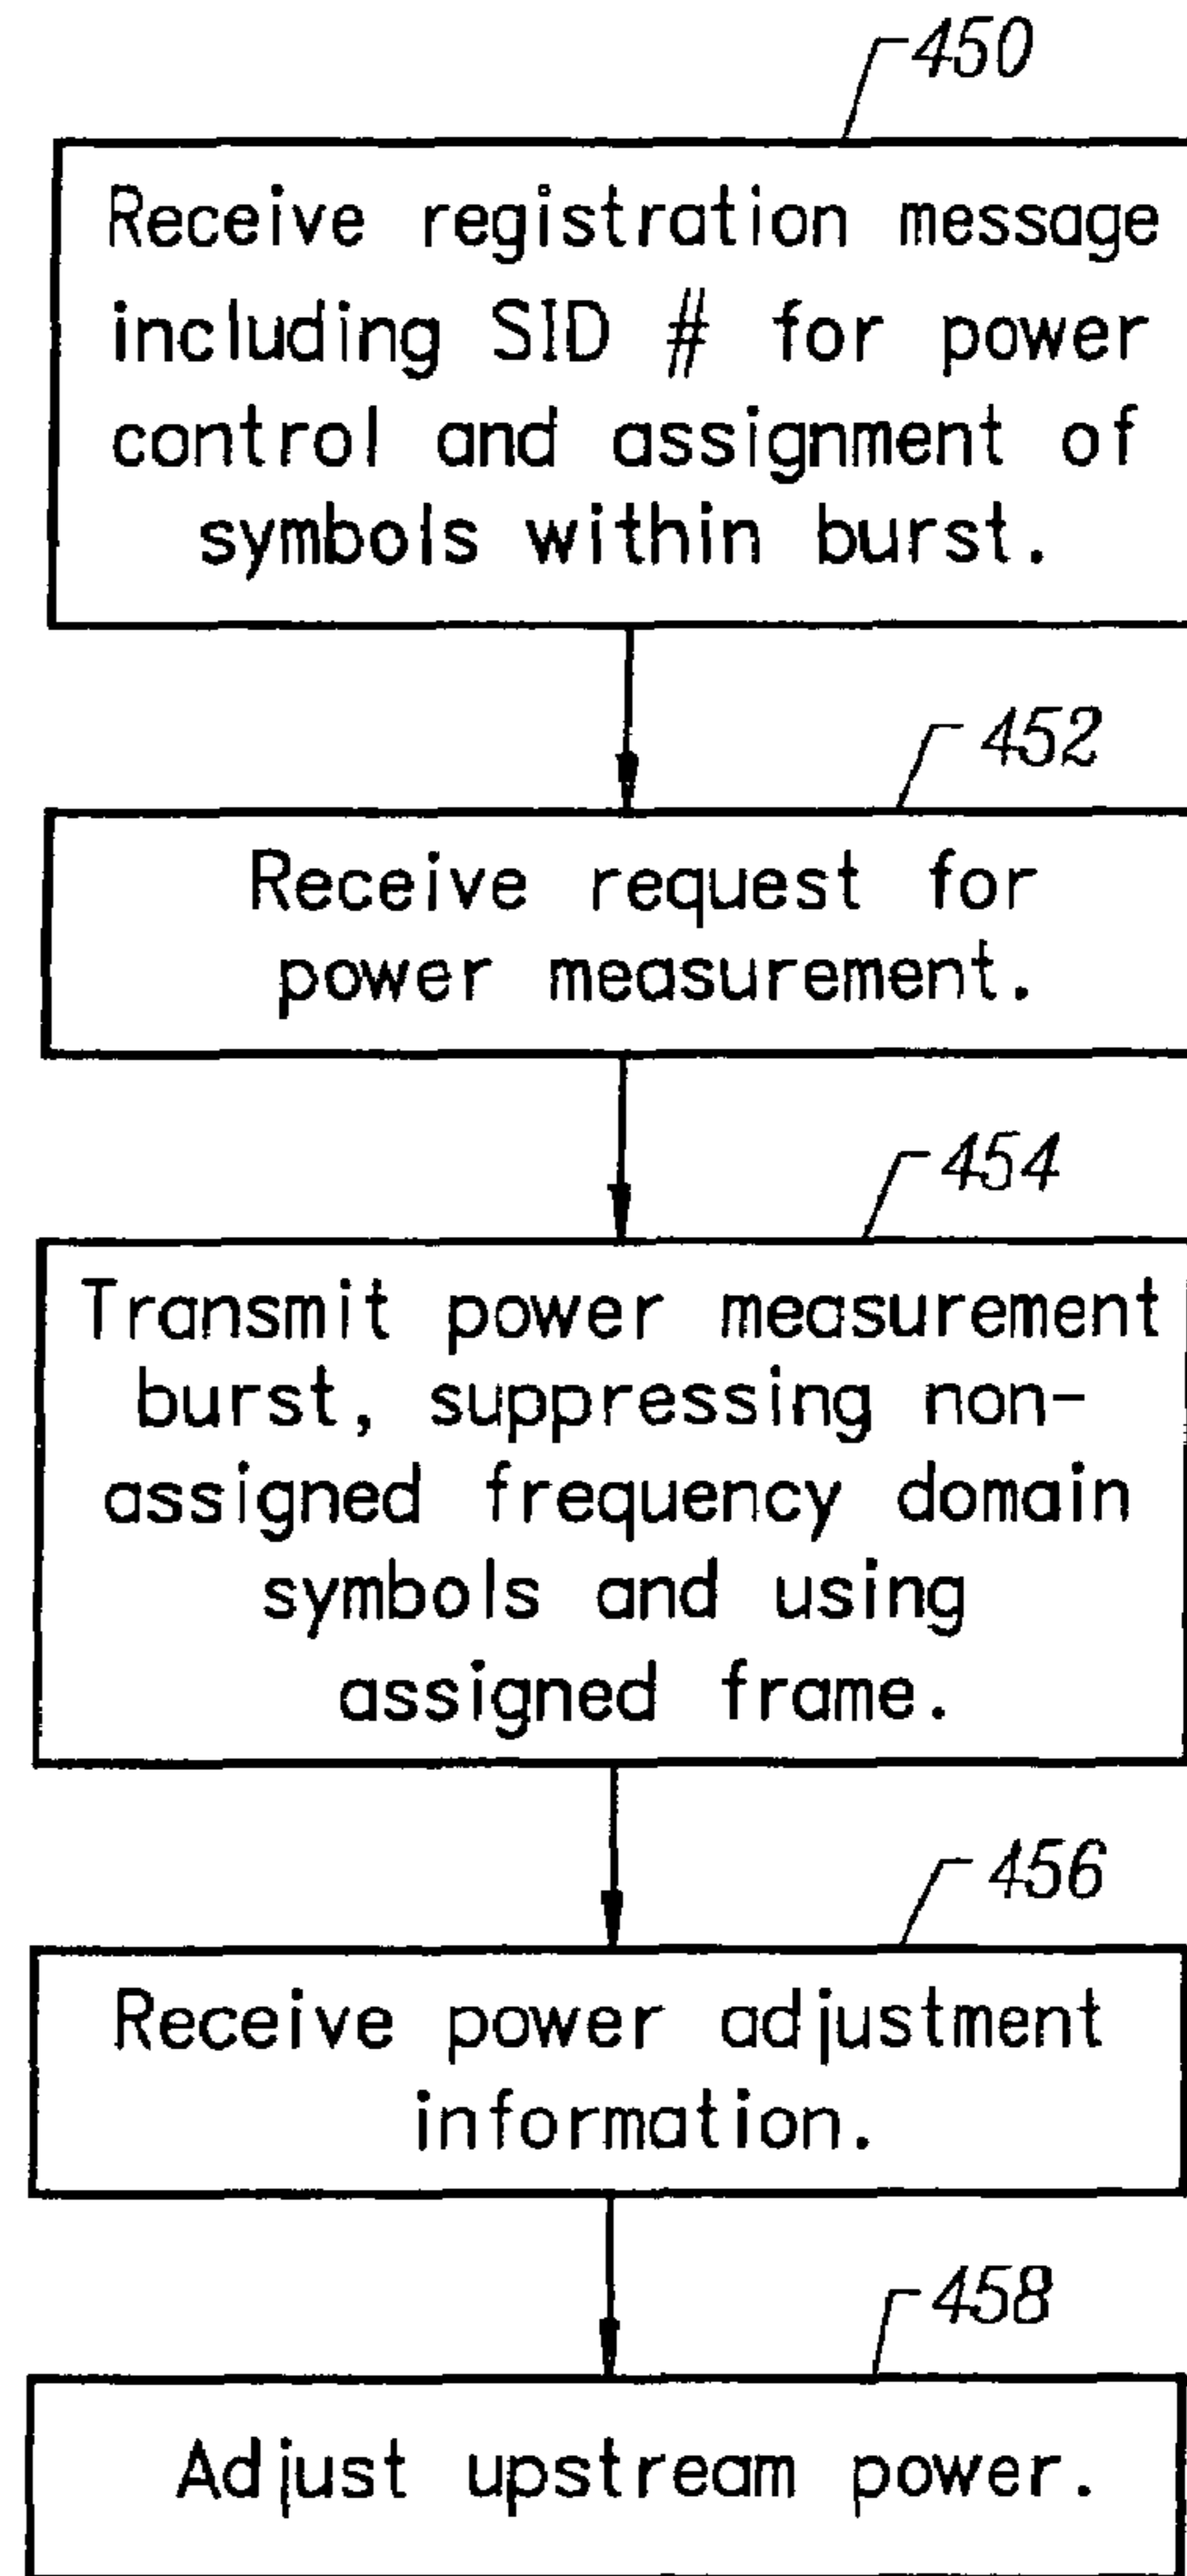 450
Receive registration message
including SID # for power
control and assignment of
symbols within burst.
452
Receive request for
power measurement.
454
Transmit power measurement
burst, suppressing non-
assigned frequency domain
symbols and using
assigned frame.
456
Receive power adjustment
information.
458
Adjust upstream power.